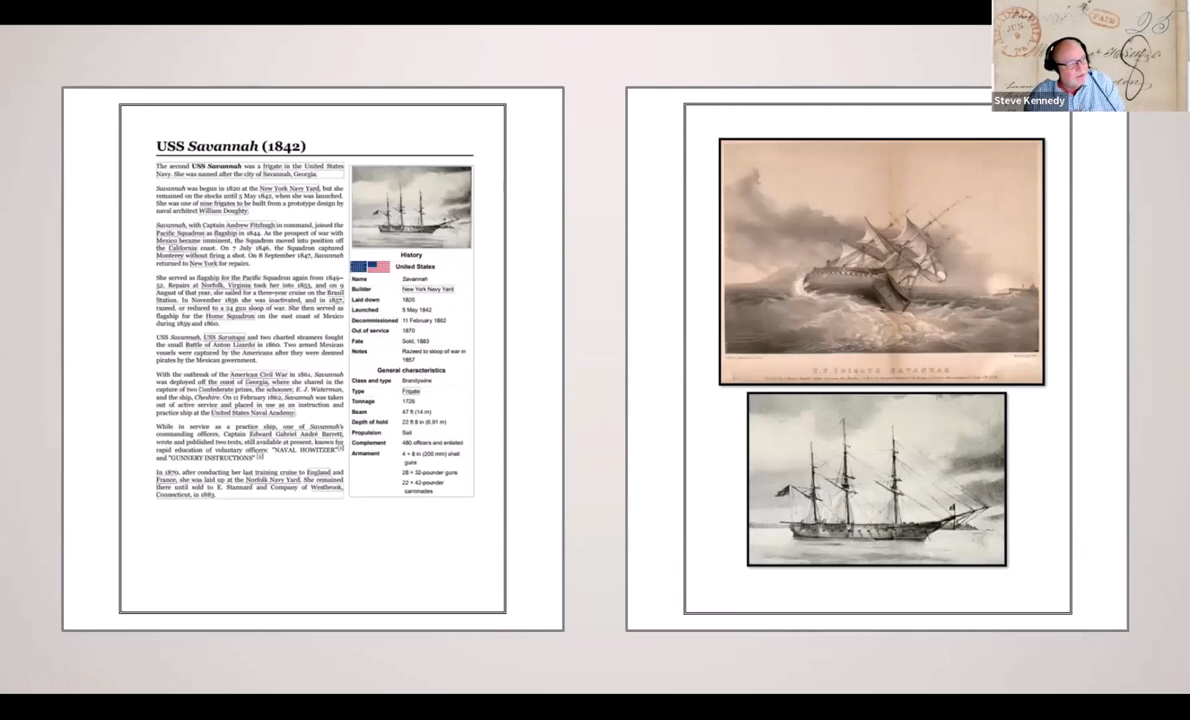 PAID
JUN
9
25
Steve Kennedy
USS Savannah (1842)
The second USS Savannah was a frigate in the United States
Navy. She was named after the city of Savannah, Georgia.
Savannah was begun in 1820 at the New York Navy Yard, but she
remained on the stocks until 5 May 1842, when she was launched.
She was one of nine frigates to be built from a prototype design by
naval architect William Doughty.
Savannah, with Captain Andrew Fitzhugh in command, joined the
Pacific Squadron as flagship in 1844. As the prospect of war with
Mexico became imminent, the Squadron moved into position off
the California coast. On 7 July 1846, the Squadron captured
Monterey without firing a shot. On 8 September 1847, Savannah
returned to New York for repairs.
She served as flagship for the Pacific Squadron again from 1849–
52. Repairs at Norfolk, Virginia took her into 1853, and on 9
August of that year, she sailed for a three-year cruise on the Brazil
Station. In November 1856 she was inactivated, and in 1857,
razeed, or reduced to a 24 gun sloop of war. She then served as
flagship for the Home Squadron on the east coast of Mexico
during 1859 and 1860.
USS Savannah, USS Saratoga and two charted steamers fought
the small Battle of Anton Lizardo in 1860. Two armed Mexican
vessels were captured by the Americans after they were deemed
pirates by the Mexican government.
With the outbreak of the American Civil War in 1861, Savannah
was deployed off the coast of Georgia, where she shared in the
capture of two Confederate prizes, the schooner, E. J. Waterman,
and the ship, Cheshire. On 11 February 1862, Savannah was taken
out of active service and placed in use as an instruction and
practice ship at the United States Naval Academy.
While in service as a practice ship, one of Savannah's
commanding officers, Captain Edward Gabriel André Barrett,
wrote and published two texts, still available at present, known for
rapid education of voluntary officers: "NAVAL HOWITZER"[1]
and "GUNNERY INSTRUCTIONS" [2]
In 1870, after conducting her last training cruise to England and
France, she was laid up at the Norfolk Navy Yard. She remained
there until sold to E. Stannard and Company of Westbrook,
Connecticut, in 1883.
History
United States
Name Savannah
Builder New York Navy Yard
Laid down 1820
Launched 5 May 1842
Decommissioned 11 February 1862
Out of service 1870
Fate Sold, 1883
Notes Razeed to sloop of war in
1857
General characteristics
Class and type Brandywine
Type Frigate
Tonnage 1726
Beam 47 ft (14 m)
Depth of hold 22 ft 8 in (6.91 m)
Propulsion Sail
Complement 480 officers and enlisted
Armament 4 × 8 in (200 mm) shell
guns
28 × 32-pounder guns
22 × 42-pounder
carronades
U.S. FRIGATE SAVANNAH